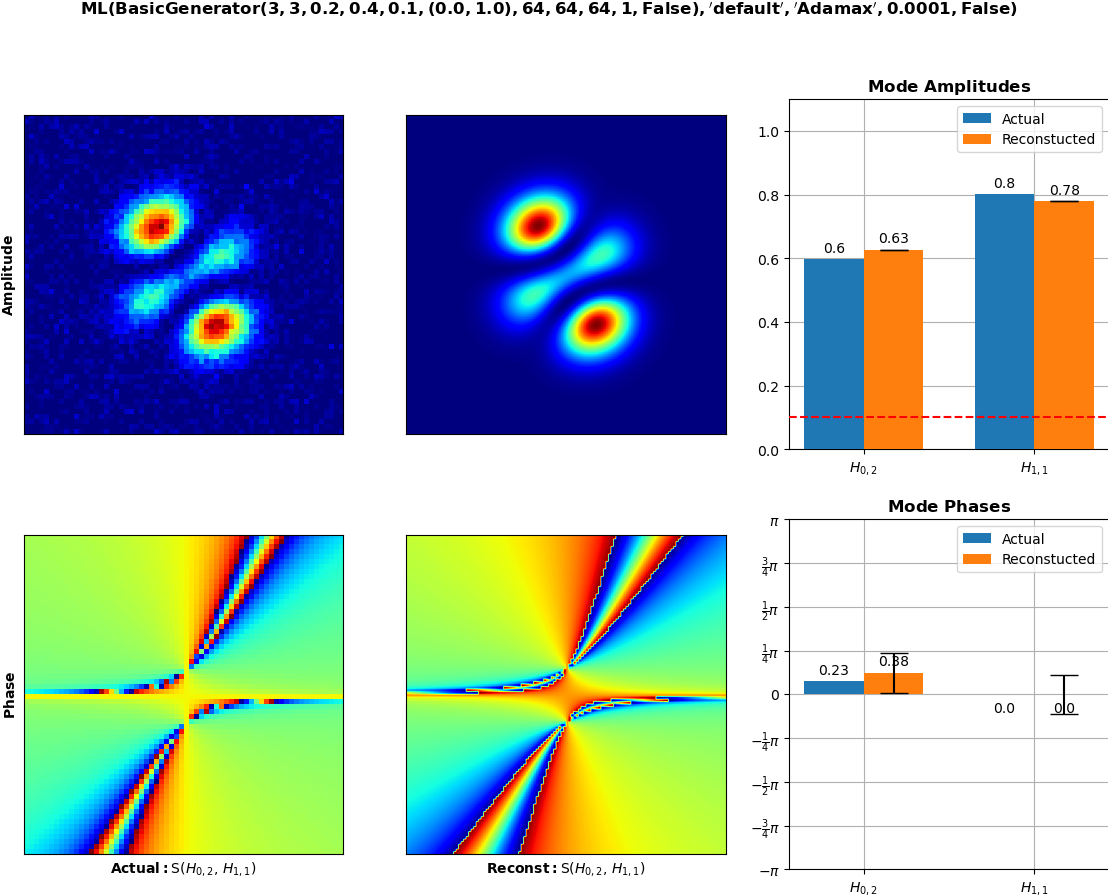 ML(BasicGenerator(3, 3, 0.2, 0.4, 0.1, (0.0, 1.0), 64, 64, 64, 1, False), ′default′, ′Adamax′, 0.0001, False)
Amplitude
Mode Amplitudes
Actual
Reconstucted
1.0
0.8
0.6
0.4
0.2
0.0
0.6
0.63
0.8
0.78
H0, 2
H1, 1
Phase
Actual: S(H0, 2, H1, 1)
Reconst: S(H0, 2, H1, 1)
Mode Phases
Actual
Reconstucted
π
3/4π
1/2π
1/4π
0
−1/4π
−1/2π
−3/4π
−π
0.23
0.38
0.0
0.0
H0, 2
H1, 1